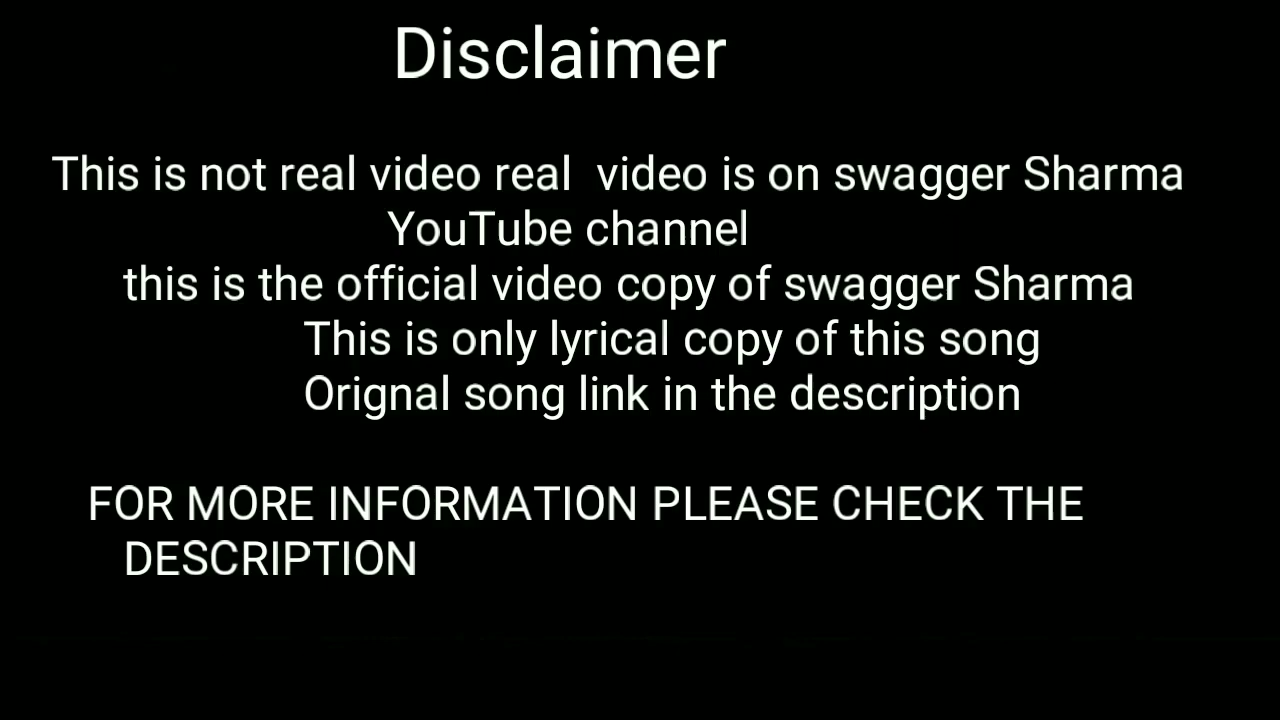 Disclaimer
This is not real video real video is on swagger Sharma
YouTube channel
this is the official video copy of swagger Sharma
This is only lyrical copy of this song
Orignal song link in the description
FOR MORE INFORMATION PLEASE CHECK THE
DESCRIPTION